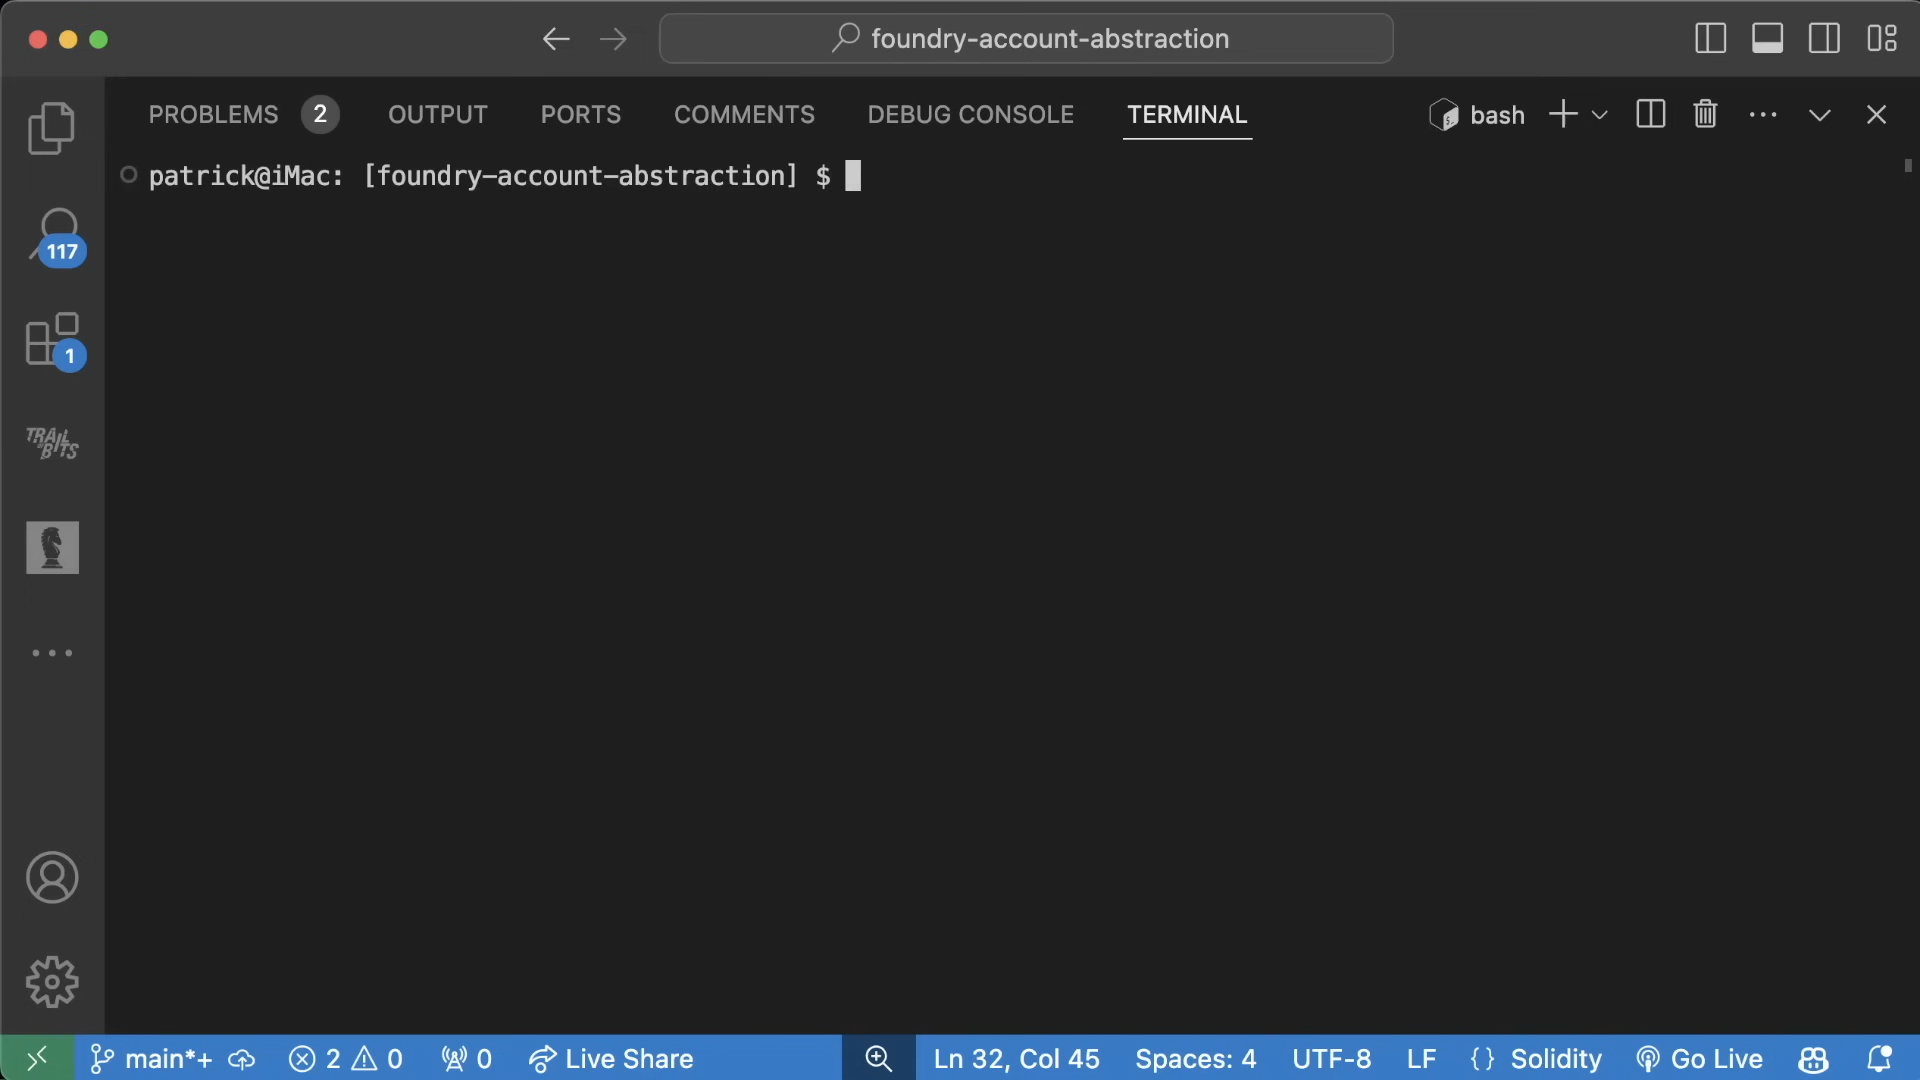 foundry-account-abstraction
PROBLEMS 2 OUTPUT PORTS COMMENTS DEBUG CONSOLE TERMINAL bash
patrick@iMac: [foundry-account-abstraction] $
117
1
TRAIL OF BITS
main*+ 2 0 0 Live Share Ln 32, Col 45 Spaces: 4 UTF-8 LF {} Solidity Go Live